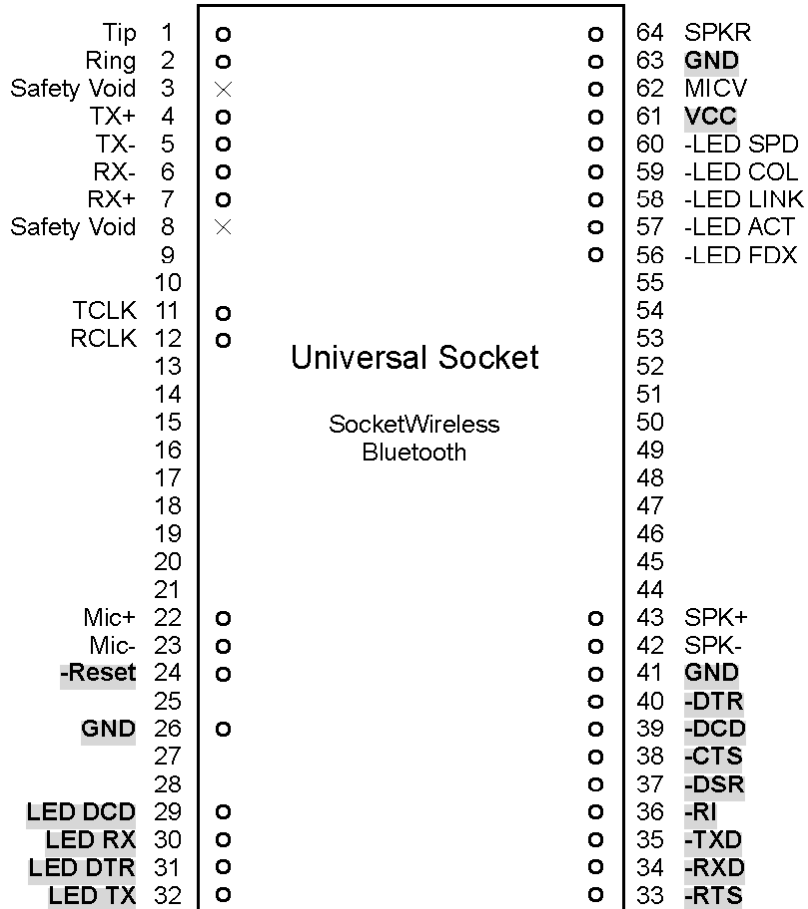 Tip 1 64 SPKR
Ring 2 63 GND
Safety Void 3 62 MICV
TX+ 4 61 VCC
TX- 5 60 -LED SPD
RX- 6 59 -LED COL
RX+ 7 58 -LED LINK
Safety Void 8 57 -LED ACT
9 56 -LED FDX
10 55
TCLK 11 54
RCLK 12 53
Universal Socket
13 52
14 51
15 50
SocketWireless
16 49
Bluetooth
17 48
18 47
19 46
20 45
21 44
Mic+ 22 43 SPK+
Mic- 23 42 SPK-
-Reset 24 41 GND
25 40 -DTR
GND 26 39 -DCD
27 38 -CTS
28 37 -DSR
LED DCD 29 36 -RI
LED RX 30 35 -TXD
LED DTR 31 34 -RXD
LED TX 32 33 -RTS